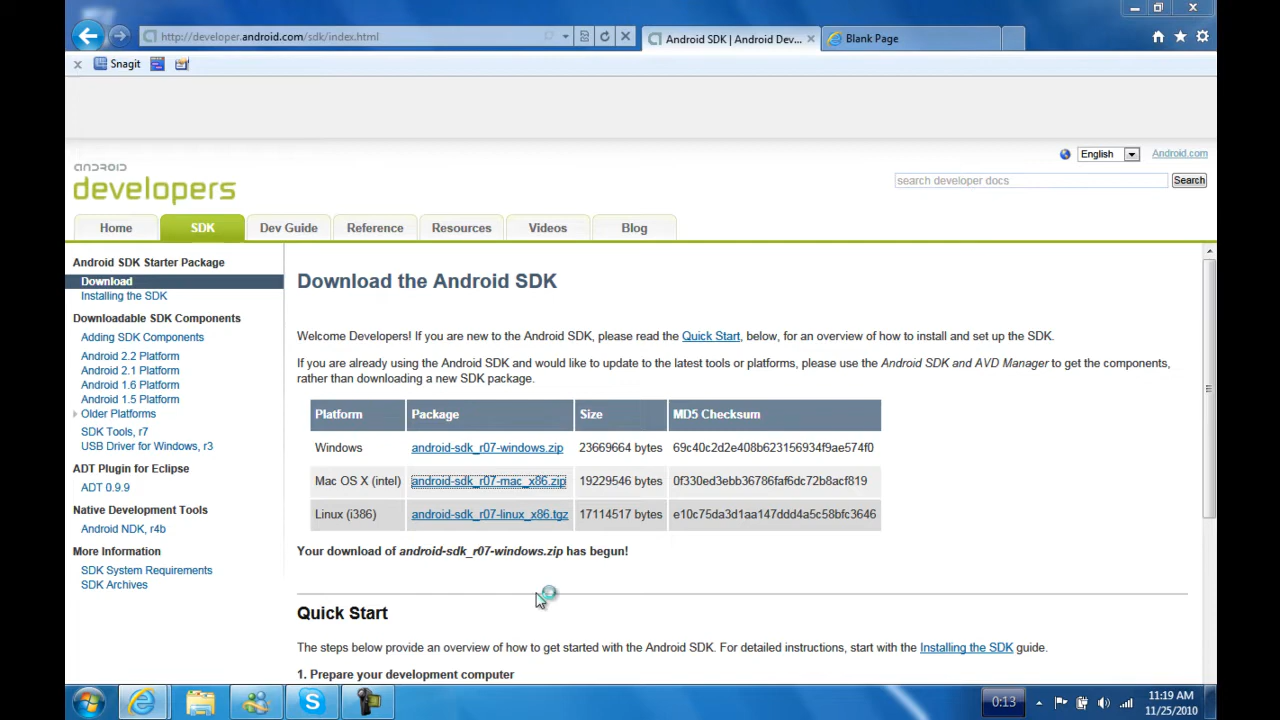 http://developer.android.com/sdk/index.html
Android SDK | Android Dev...
Blank Page
Snagit
English
Android.com
ANDROID
developers
search developer docs
Search
Home
SDK
Dev Guide
Reference
Resources
Videos
Blog
Android SDK Starter Package
Download
Installing the SDK
Downloadable SDK Components
Adding SDK Components
Android 2.2 Platform
Android 2.1 Platform
Android 1.6 Platform
Android 1.5 Platform
Older Platforms
SDK Tools, r7
USB Driver for Windows, r3
ADT Plugin for Eclipse
ADT 0.9.9
Native Development Tools
Android NDK, r4b
More Information
SDK System Requirements
SDK Archives
Download the Android SDK
Welcome Developers! If you are new to the Android SDK, please read the Quick Start, below, for an overview of how to install and set up the SDK.
If you are already using the Android SDK and would like to update to the latest tools or platforms, please use the Android SDK and AVD Manager to get the components,
rather than downloading a new SDK package.
Platform Package Size MD5 Checksum
Windows android-sdk_r07-windows.zip 23669664 bytes 69c40c2d2e408b623156934f9ae574f0
Mac OS X (intel) android-sdk_r07-mac_x86.zip 19229546 bytes 0f330ed3ebb36786faf6dc72b8acf819
Linux (i386) android-sdk_r07-linux_x86.tgz 17114517 bytes e10c75da3d1aa147ddd4a5c58bfc3646
Your download of android-sdk_r07-windows.zip has begun!
Quick Start
The steps below provide an overview of how to get started with the Android SDK. For detailed instructions, start with the Installing the SDK guide.
1. Prepare your development computer
0:13
11:19 AM
11/25/2010